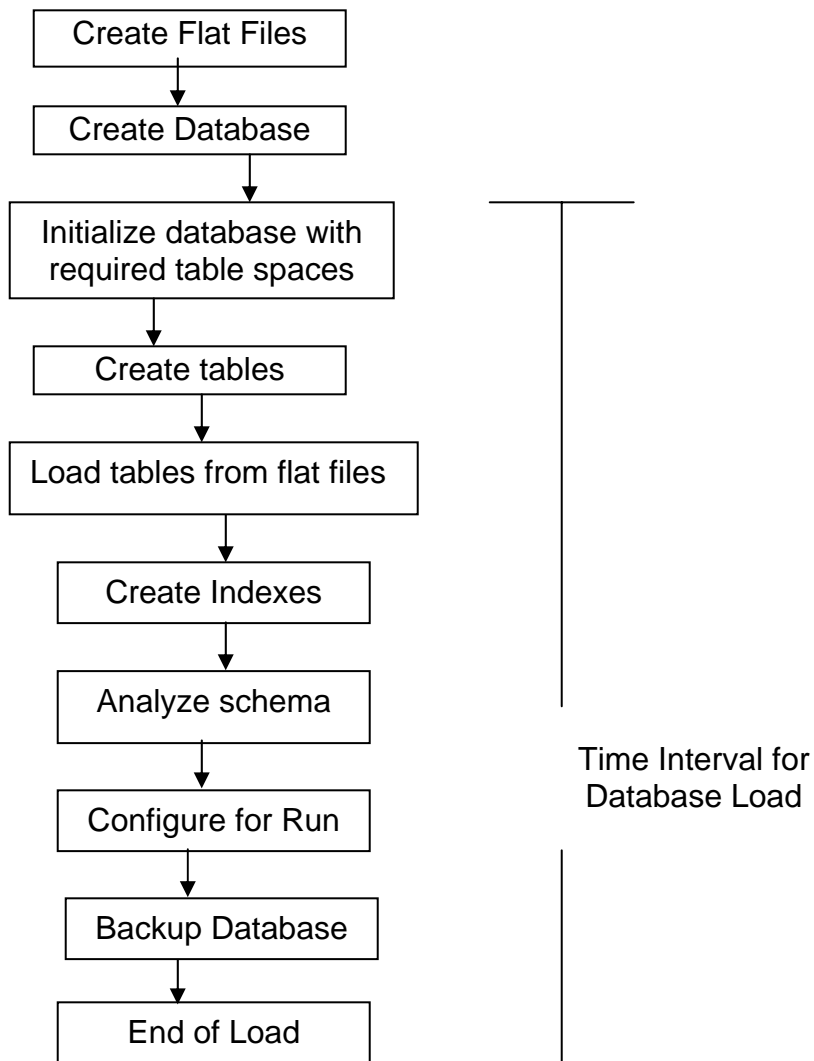 Create Flat Files
Create Database
Initialize database with
required table spaces
Create tables
Load tables from flat files
Create Indexes
Analyze schema
Configure for Run
Backup Database
End of Load
Time Interval for
Database Load